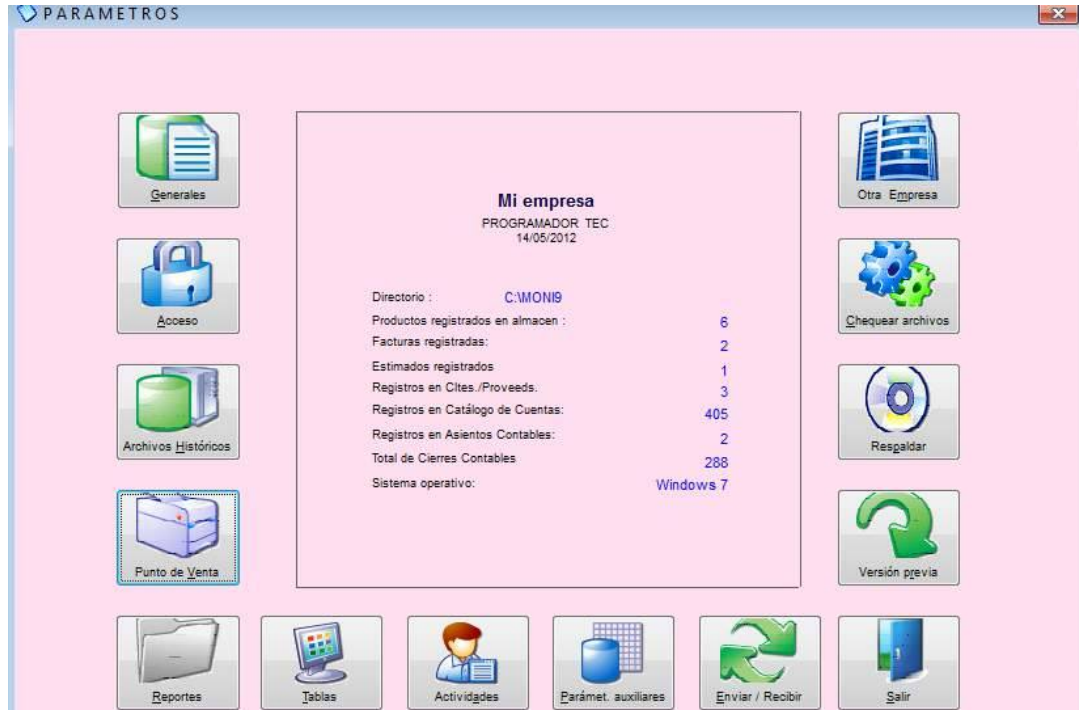 PARAMETROS
Generales
Acceso
Archivos Históricos
Punto de Venta
Mi empresa
PROGRAMADOR TEC
14/05/2012
Directorio : C:\MONI9
Productos registrados en almacen : 6
Facturas registradas: 2
Estimados registrados 1
Registros en Cltes./Proveeds. 3
Registros en Catálogo de Cuentas: 405
Registros en Asientos Contables: 2
Total de Cierres Contables 288
Sistema operativo: Windows 7
Otra Empresa
Chequear archivos
Respaldar
Versión previa
Reportes
Tablas
Actividades
Parámet. auxiliares
Enviar / Recibir
Salir